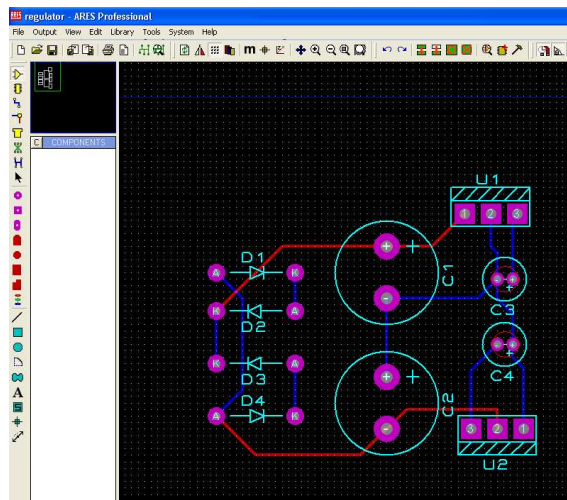 ARES regulator - ARES Professional
File Output View Edit Library Tools System Help
C COMPONENTS
U1
1 2 3
+ +
C1
D1
A K
K A
D2
-
C3
+
+ +
C4
+
K A
D3
D4
A K
C2
-
3 2 1
U2